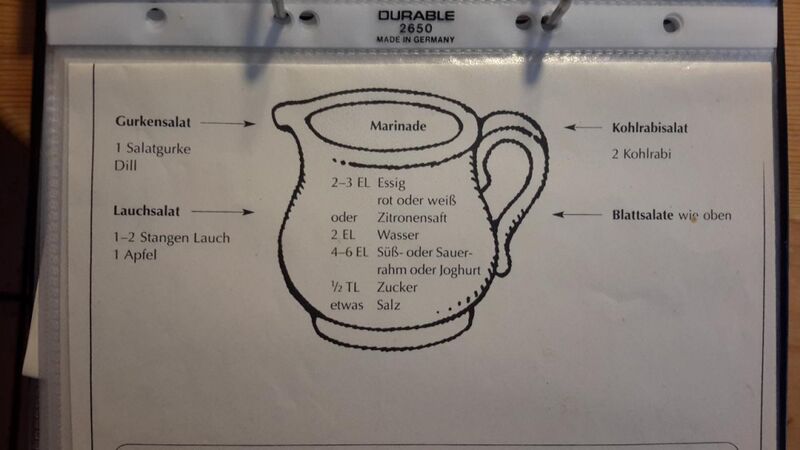 DURABLE
2650
MADE IN GERMANY
Gurkensalat
1 Salatgurke
Dill
Lauchsalat
1–2 Stangen Lauch
1 Apfel
Marinade
2–3 EL Essig
rot oder weiß
oder Zitronensaft
2 EL Wasser
4–6 EL Süß- oder Sauer-
rahm oder Joghurt
½ TL Zucker
etwas Salz
Kohlrabisalat
2 Kohlrabi
Blattsalate wie oben